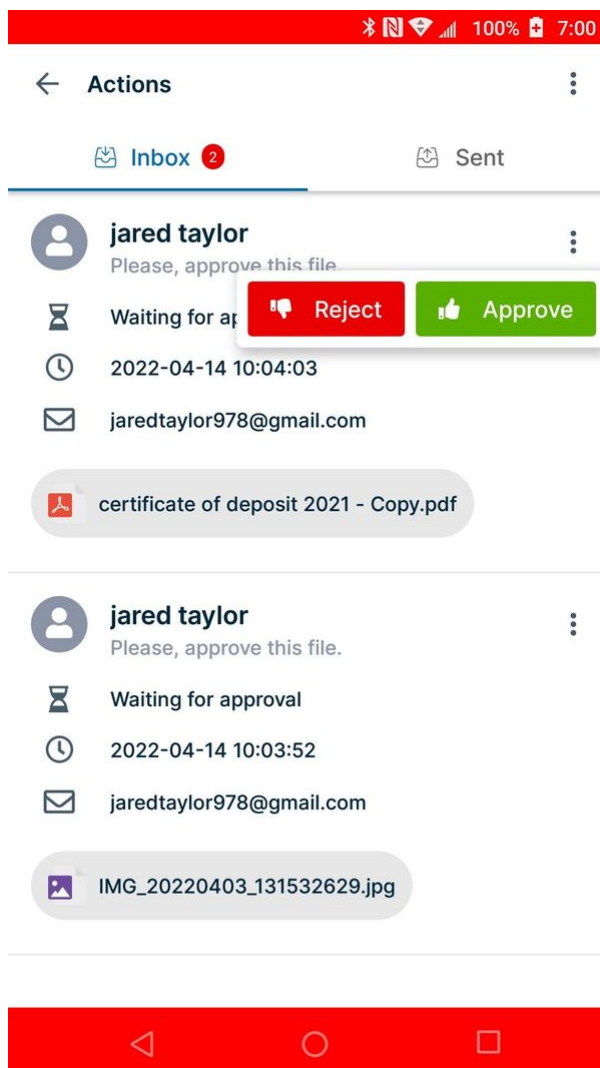 100% 7:00
Actions
Inbox 2 Sent
jared taylor
Please, approve this file.
Waiting for ap
Reject Approve
2022-04-14 10:04:03
jaredtaylor978@gmail.com
certificate of deposit 2021 - Copy.pdf
jared taylor
Please, approve this file.
Waiting for approval
2022-04-14 10:03:52
jaredtaylor978@gmail.com
IMG_20220403_131532629.jpg